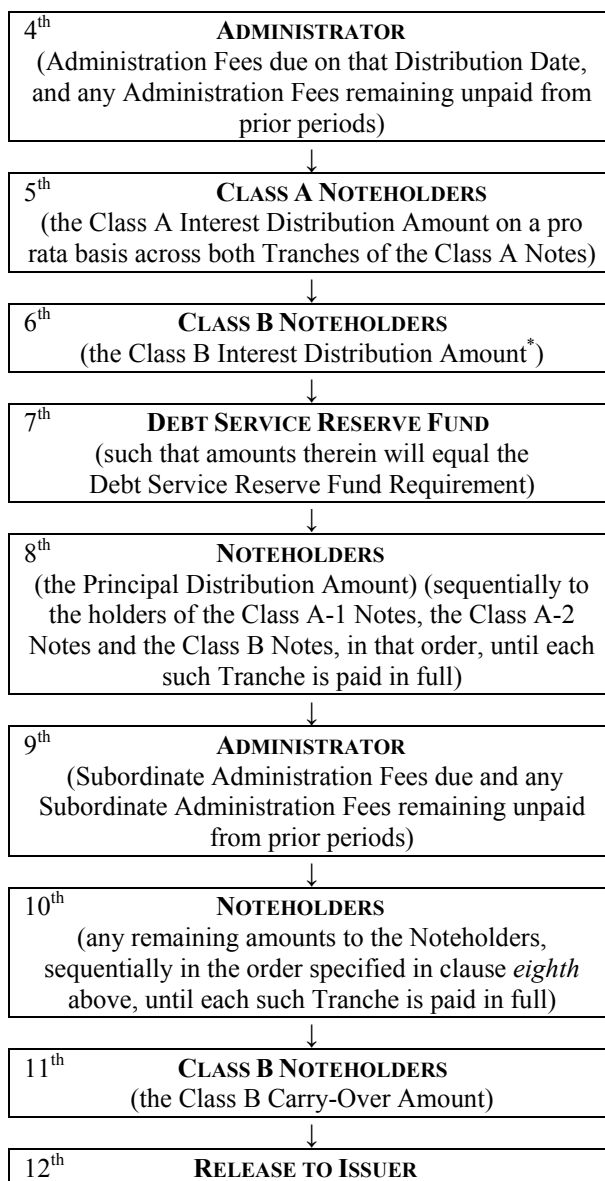 4th ADMINISTRATOR
(Administration Fees due on that Distribution Date,
and any Administration Fees remaining unpaid from
prior periods)
↓
5th CLASS A NOTEHOLDERS
(the Class A Interest Distribution Amount on a pro
rata basis across both Tranches of the Class A Notes)
↓
6th CLASS B NOTEHOLDERS
(the Class B Interest Distribution Amount*)
↓
7th DEBT SERVICE RESERVE FUND
(such that amounts therein will equal the
Debt Service Reserve Fund Requirement)
↓
8th NOTEHOLDERS
(the Principal Distribution Amount) (sequentially to
the holders of the Class A-1 Notes, the Class A-2
Notes and the Class B Notes, in that order, until each
such Tranche is paid in full)
↓
9th ADMINISTRATOR
(Subordinate Administration Fees due and any
Subordinate Administration Fees remaining unpaid
from prior periods)
↓
10th NOTEHOLDERS
(any remaining amounts to the Noteholders,
sequentially in the order specified in clause eighth
above, until each such Tranche is paid in full)
↓
11th CLASS B NOTEHOLDERS
(the Class B Carry-Over Amount)
↓
12th RELEASE TO ISSUER